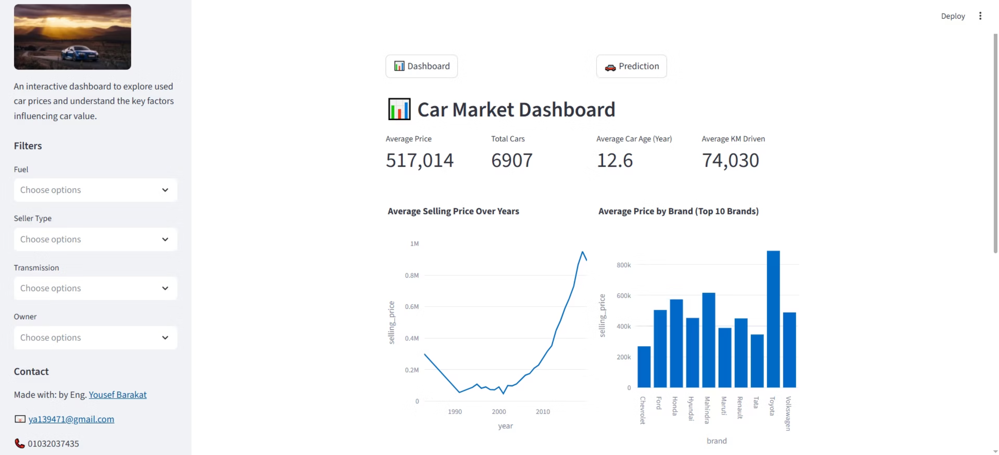 Deploy
An interactive dashboard to explore used
car prices and understand the key factors
influencing car value.
Filters
Fuel
Choose options
Seller Type
Choose options
Transmission
Choose options
Owner
Choose options
Contact
Made with: by Eng. Yousef Barakat
ya139471@gmail.com
01032037435
Dashboard
Prediction
Car Market Dashboard
Average Price
517,014
Total Cars
6907
Average Car Age (Year)
12.6
Average KM Driven
74,030
Average Selling Price Over Years
selling_price
1M
0.8M
0.6M
0.4M
0.2M
0
1990
2000
2010
year
Average Price by Brand (Top 10 Brands)
selling_price
800k
600k
400k
200k
0
Chevrolet
Ford
Honda
Hyundai
Mahindra
Maruti
Renault
Tata
Toyota
Volkswagen
brand